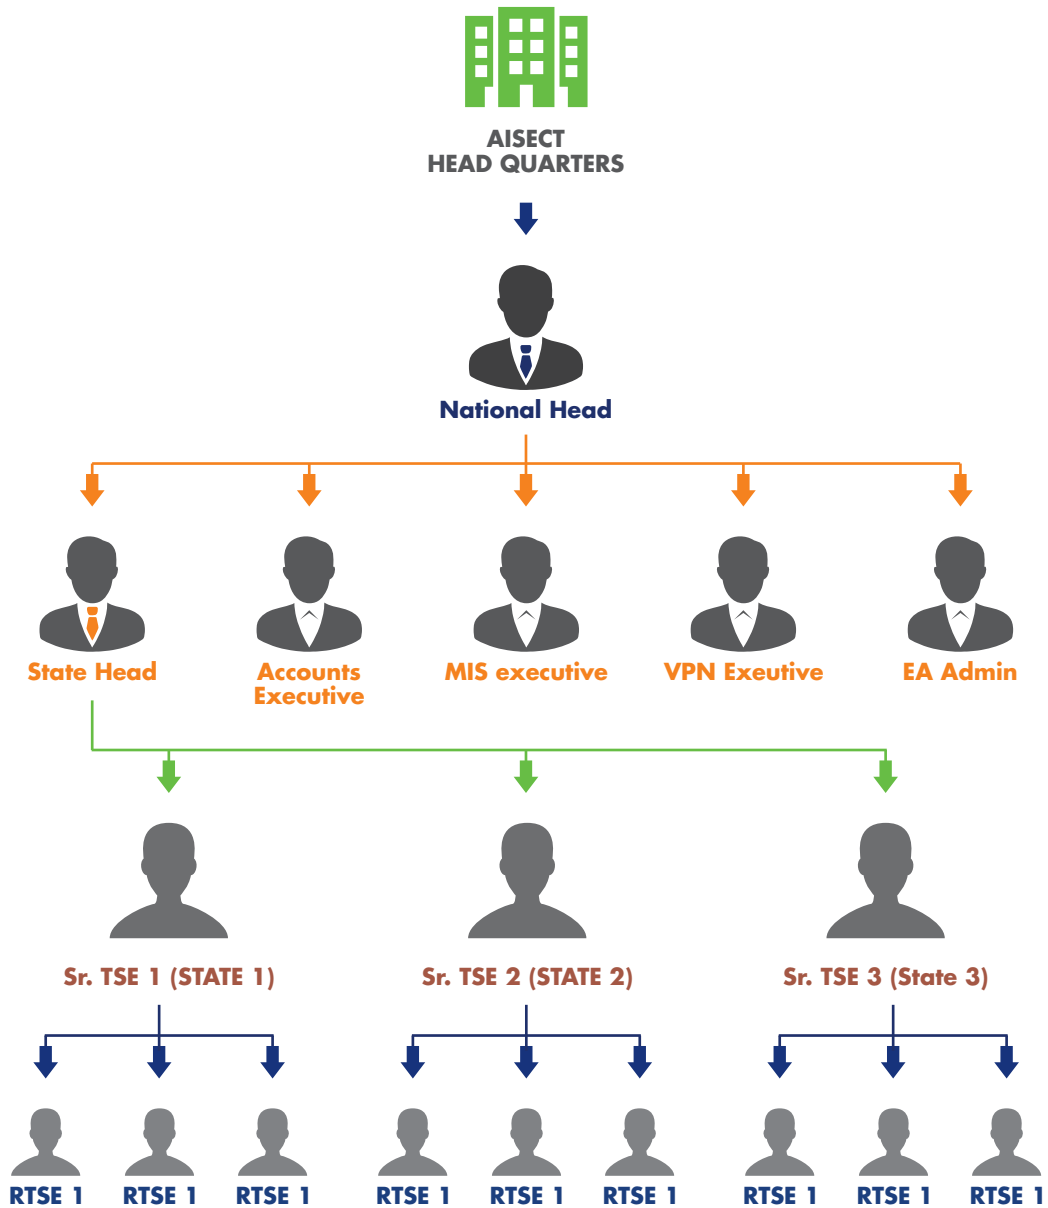 AISECT
HEAD QUARTERS
National Head
State Head
Accounts
Executive
MIS executive
VPN Exeutive
EA Admin
Sr. TSE 1 (STATE 1)
Sr. TSE 2 (STATE 2)
Sr. TSE 3 (State 3)
RTSE 1
RTSE 1
RTSE 1
RTSE 1
RTSE 1
RTSE 1
RTSE 1
RTSE 1
RTSE 1